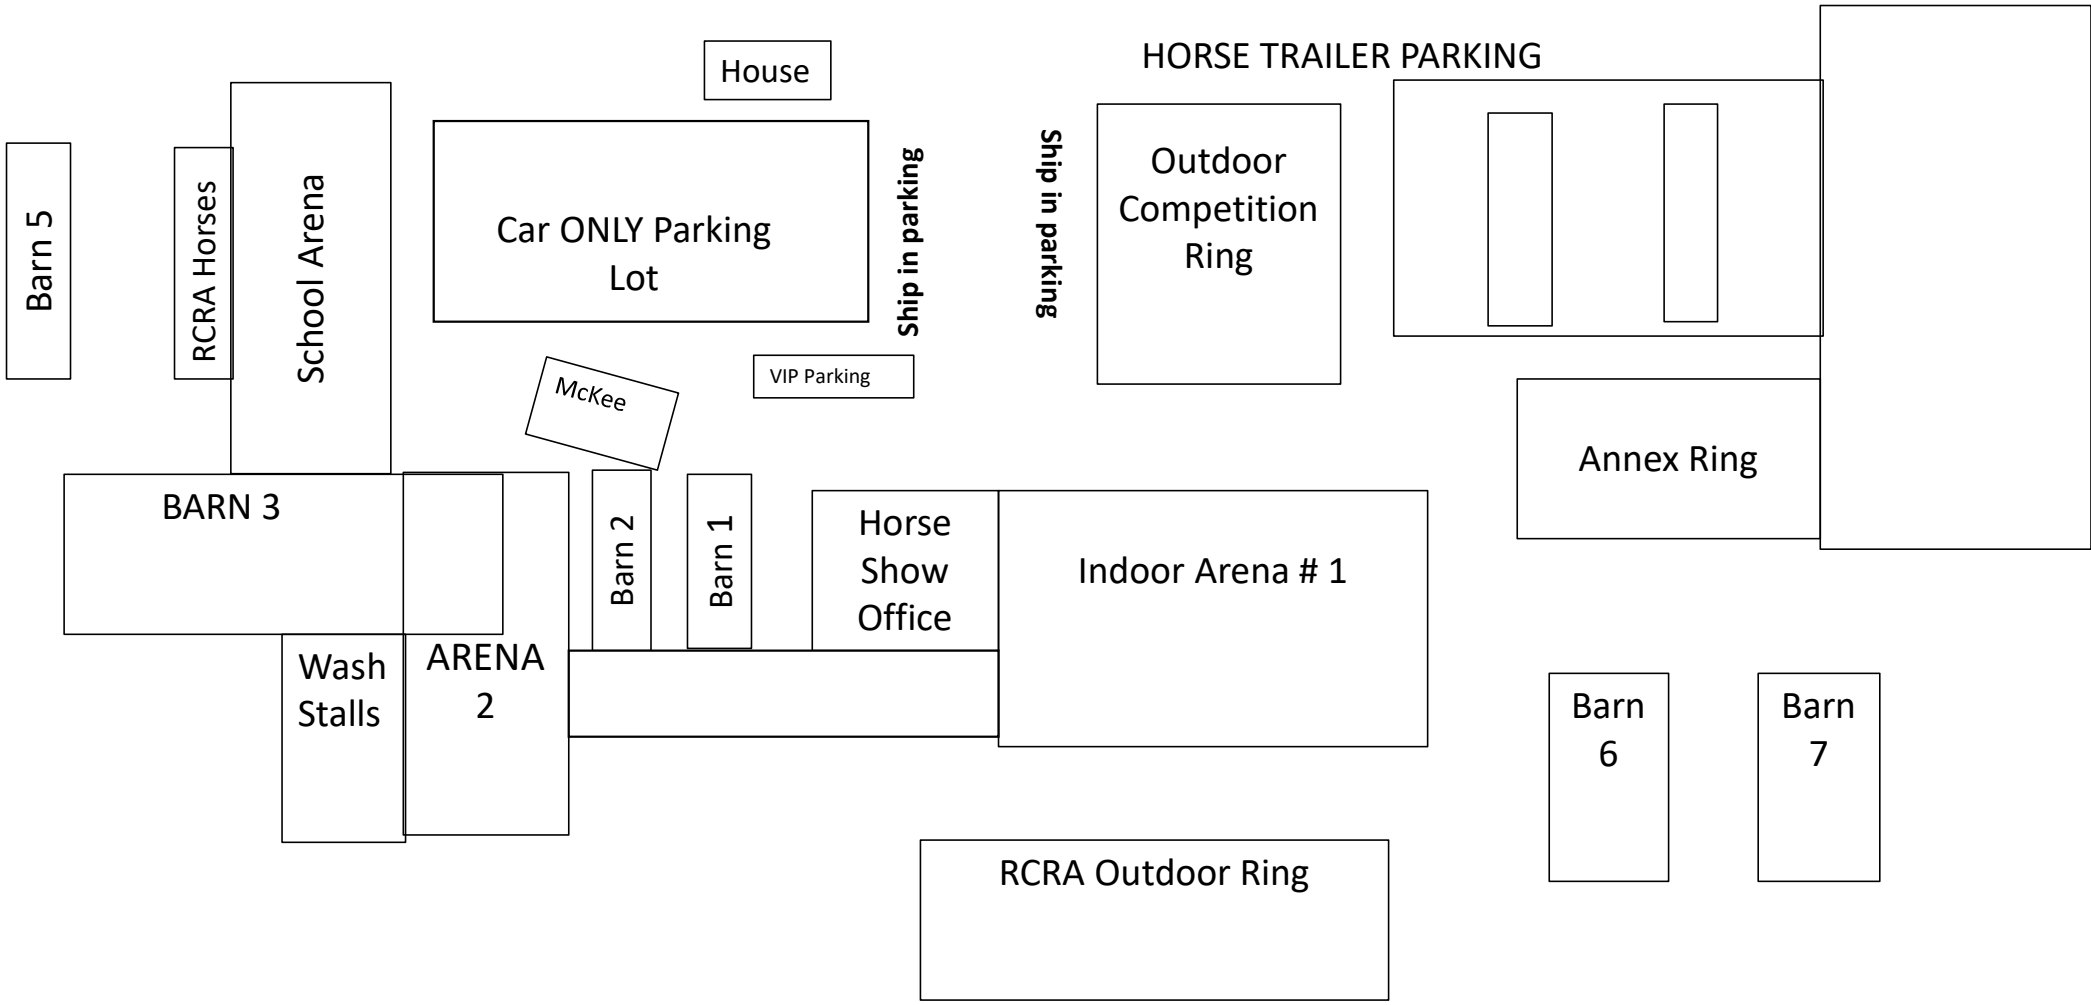 HORSE TRAILER PARKING
House
Barn 5
RCRA Horses
School Arena
Car ONLY Parking
Lot
Ship in parking
Ship in parking
Outdoor
Competition
Ring
VIP Parking
McKee
Annex Ring
BARN 3
Barn 2
Barn 1
Horse
Show
Office
Indoor Arena # 1
Wash
Stalls
ARENA
2
Barn
6
Barn
7
RCRA Outdoor Ring